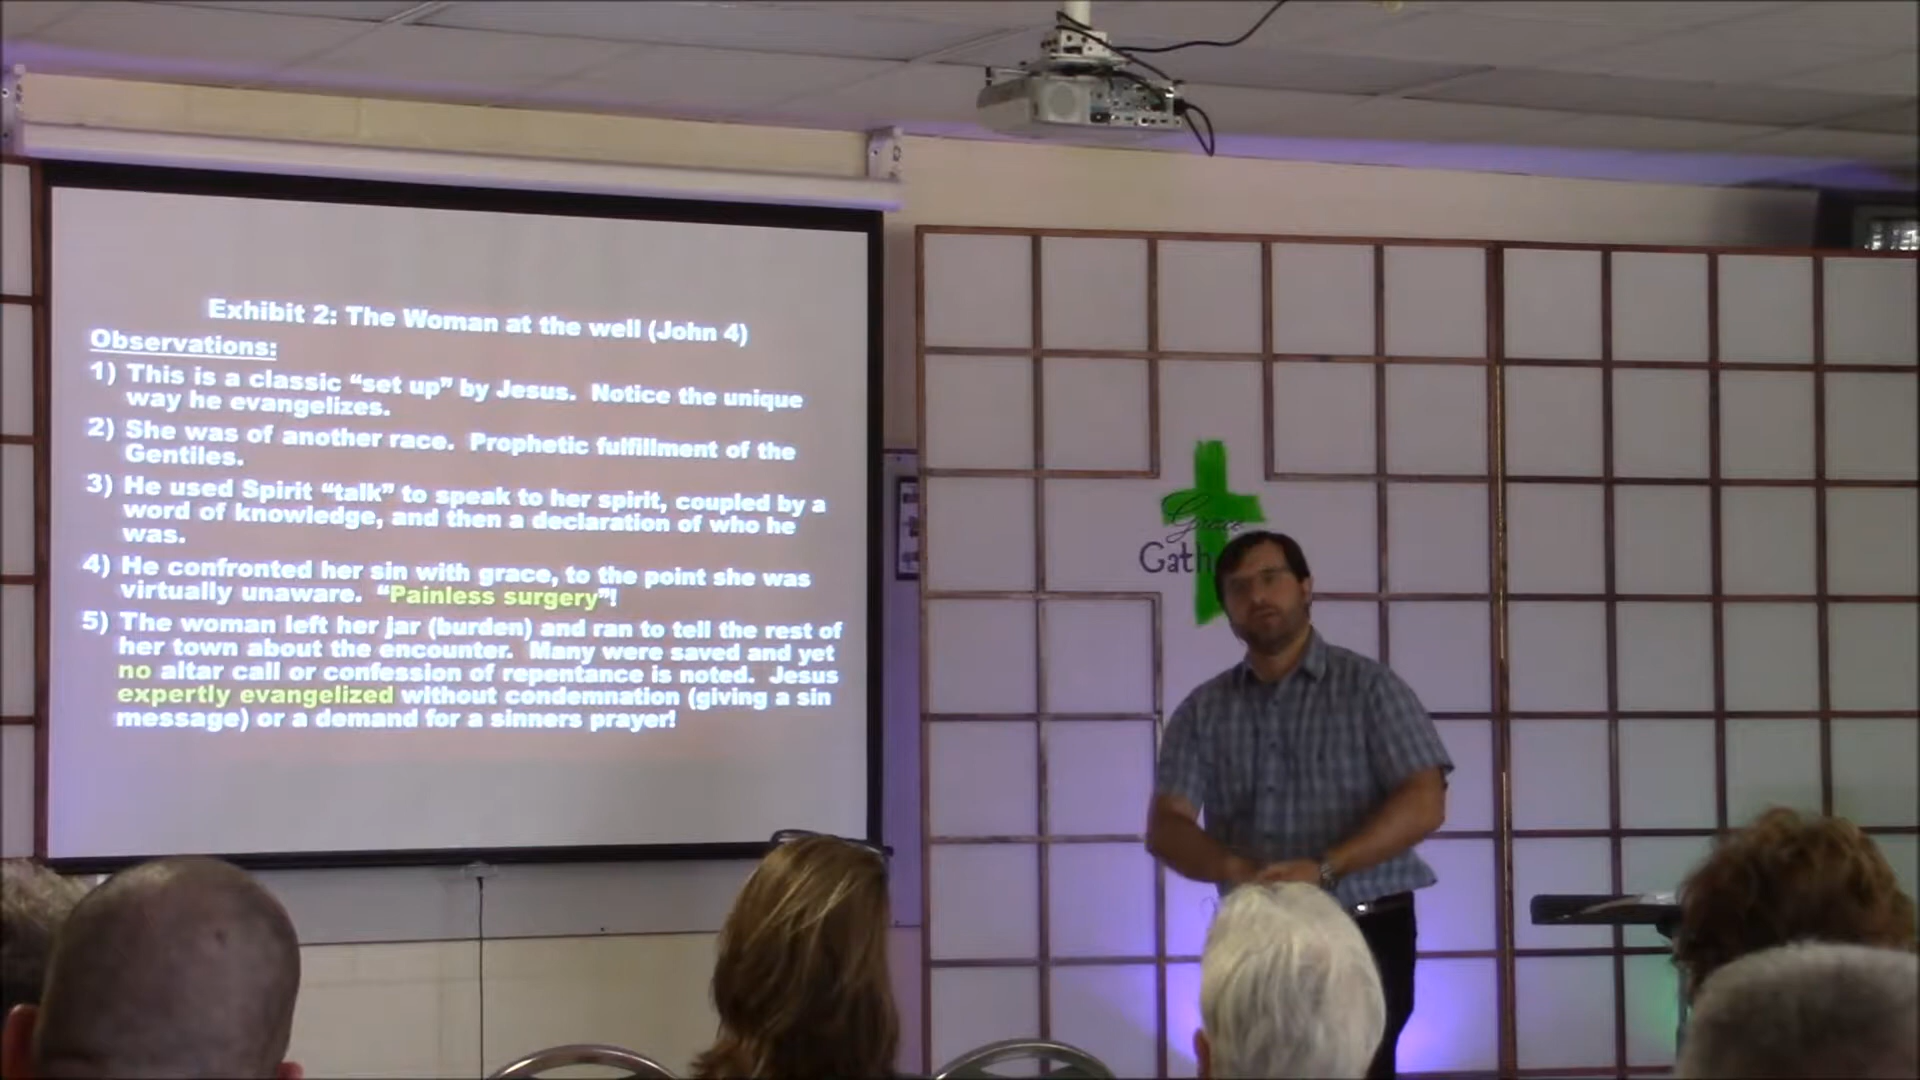 Exhibit 2: The Woman at the well (John 4)
Observations:
1) This is a classic “set up” by Jesus. Notice the unique
way he evangelizes.
2) She was of another race. Prophetic fulfillment of the
Gentiles.
3) He used Spirit “talk” to speak to her spirit, coupled by a
word of knowledge, and then a declaration of who he
was.
4) He confronted her sin with grace, to the point she was
virtually unaware. “Painless surgery”!
5) The woman left her jar (burden) and ran to tell the rest of
her town about the encounter. Many were saved and yet
no altar call or confession of repentance is noted. Jesus
expertly evangelized without condemnation (giving a sin
message) or a demand for a sinners prayer!
Grace
Gath